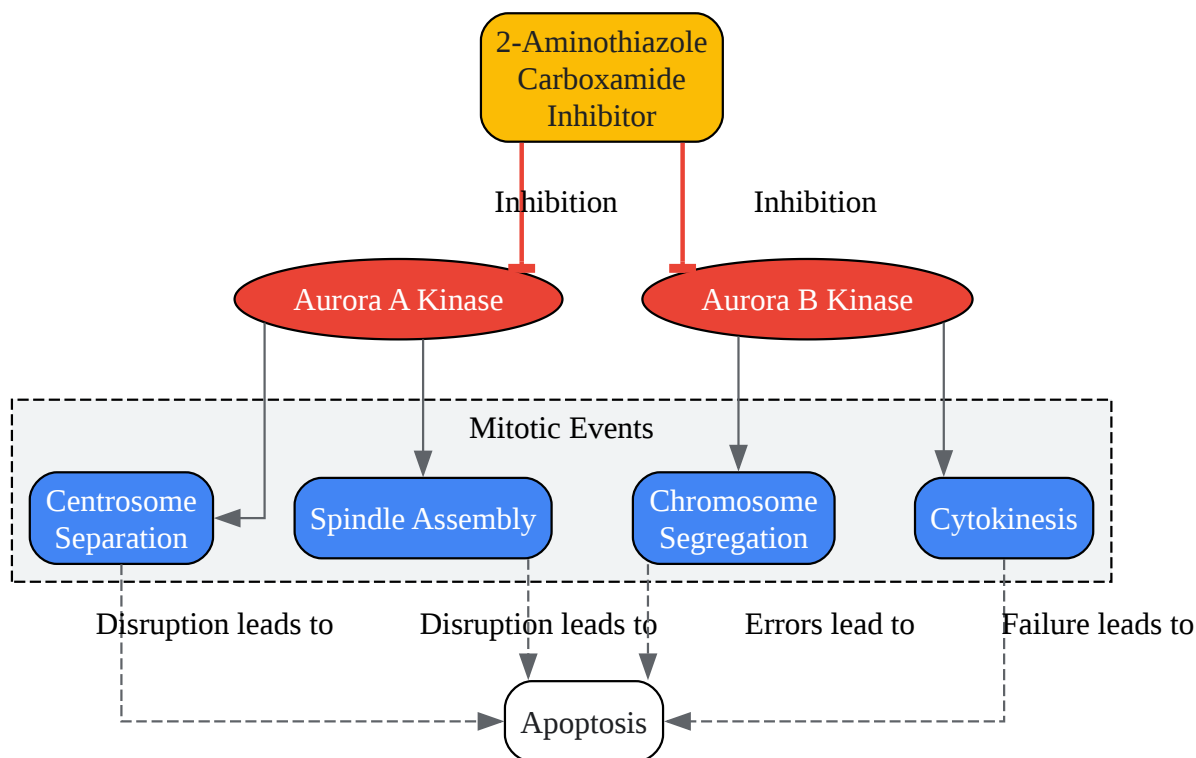 2-Aminothiazole
Carboxamide
Inhibitor
Inhibition
Inhibition
Aurora A Kinase
Aurora B Kinase
Mitotic Events
Centrosome
Separation
Spindle Assembly
Chromosome
Segregation
Cytokinesis
Disruption leads to
Disruption leads to
Errors lead to
Failure leads to
Apoptosis